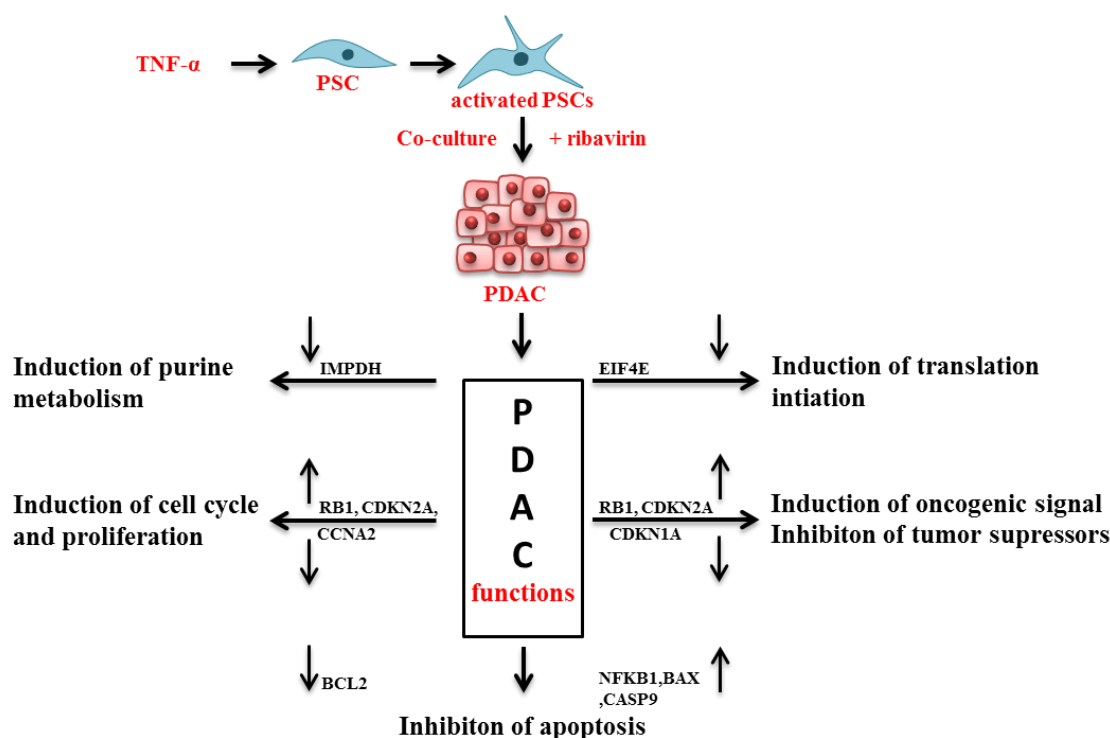 TNF-α
PSC
activated PSCs
Co-culture
+ ribavirin
PDAC
Induction of purine
metabolism
IMPDH
EIF4E
Induction of translation
intiation
P
D
A
C
functions
Induction of cell cycle
and proliferation
RB1, CDKN2A,
CCNA2
RB1, CDKN2A
CDKN1A
Induction of oncogenic signal
Inhibiton of tumor supressors
BCL2
NFKB1,BAX
,CASP9
Inhibiton of apoptosis